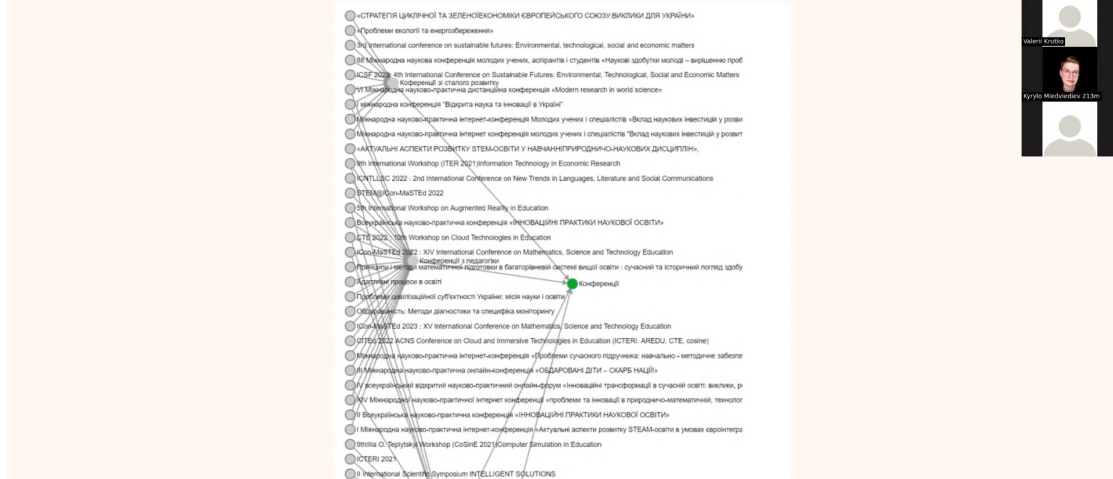 «СТРАТЕГІЯ ЦИКЛІЧНОЇ ТА ЗЕЛЕНОЇЕКОНОМІКИ ЄВРОПЕЙСЬКОГО СОЮЗУ:ВИКЛИКИ ДЛЯ УКРАЇНИ»
«Проблеми екології та енергозбереження»
3rd International conference on sustainable futures: Environmental, technological, social and economic matters
88 Міжнародна наукова конференція молодих учених, аспірантів і студентів «Наукові здобутки молоді – вирішенню проб
ICSF 2023: 4th International Conference on Sustainable Futures: Environmental, Technological, Social and Economic Matters
Коференції зі сталого розвитку
VI Міжнародна науково-практична дистанційна конференція «Modern research in world science»
I міжнародна конференція "Відкрита наука та інновації в Україні"
Міжнародна науково-практична інтернет-конференція Молодих учених і спеціалістів «Вклад наукових інвестицій у розви
Міжнародна науково-практична інтернет конференція молодих учених і спеціалістів "Вклад наукових інвестицій у розвит
«АКТУАЛЬНІ АСПЕКТИ РОЗВИТКУ STEM-ОСВІТИ У НАВЧАННІПРИРОДНИЧО-НАУКОВИХ ДИСЦИПЛІН»,
9th International Workshop (ITER 2021)Information Technology in Economic Research
ICNTLLSC 2022 : 2nd International Conference on New Trends in Languages, Literature and Social Communications
STEM@ICon-MaSTEd 2022
5th International Workshop on Augmented Reality in Education
Всеукраїнська науково-практична конференція «ІННОВАЦІЙНІ ПРАКТИКИ НАУКОВОЇ ОСВІТИ»
CTE 2022 : 10th Workshop on Cloud Technologies in Education
ICon-MaSTEd 2022 : XIV International Conference on Mathematics, Science and Technology Education
Конференції з педагогіки
Принципи і методи математичної підготовки в багаторівневій системі вищої освіти : сучасний та історичний погляд здобу
Адаптивні процеси в освіті
Конференції
Проблеми цивілізаційної суб'єктності України: місія науки і освіти
Обдарованість: Методи діагностики та специфіка моніторингу
ICon-MaSTEd 2023 : XV International Conference on Mathematics, Science and Technology Education
CITEd 2022 ACNS Conference on Cloud and Immersive Technologies in Education (ICTERI, AREDU, CTE, cosine)
Міжнародна науково-практична інтернет-конференція «Проблеми сучасного підручника: навчально - методичне забезпе
III Міжнародна науково-практична онлайн-конференція «ОБДАРОВАНІ ДІТИ – СКАРБ НАЦІЇ!»
IV всеукраїнський відкритий науково-практичний онлайн-форум «Інноваційні трансформації в сучасній освіті: виклики, р
XIV Міжнародної науково-практичної інтернет конференції «проблеми та інновації в природничо-математичній, технолог
II Всеукраїнська науково-практична конференція «ІННОВАЦІЙНІ ПРАКТИКИ НАУКОВОЇ ОСВІТИ»
I Міжнародна науково-практична інтернет-конференція «Актуальні аспекти розвитку STEAM-освіти в умовах євроінтегра
9thIllia O. Teplytskyi Workshop (CoSinE 2021)Computer Simulation in Education
ICTERI 2021
II International Scientific Symposium INTELLIGENT SOLUTIONS
Valerii Krutko
Kyrylo Miedviediev 213m